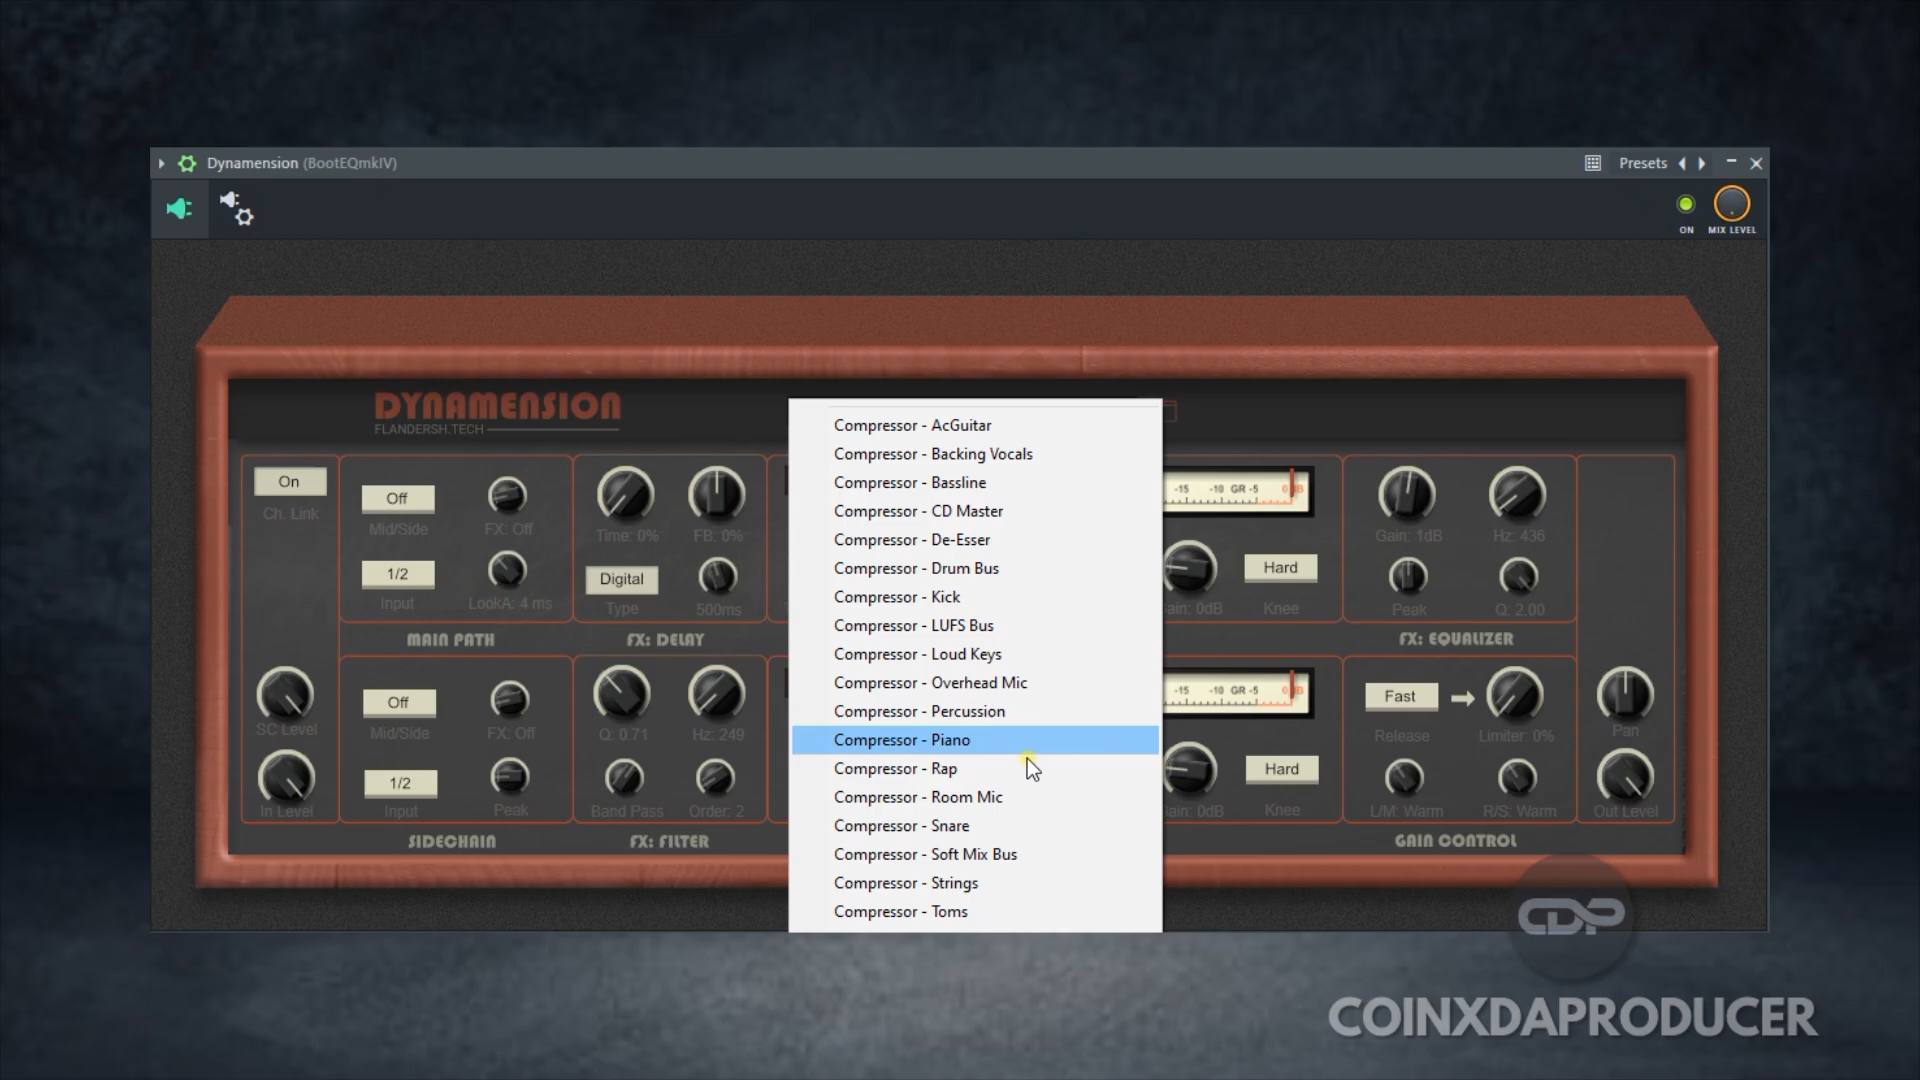 Dynamension (BootEQmkIV)
Presets
ON
MIX LEVEL
DYNAMENSION
FLANDERSH.TECH
On
Ch. Link
SC Level
In Level
Off
Mid/Side
FX: Off
1/2
Input
LookA: 4 ms
MAIN PATH
Off
Mid/Side
FX: Off
1/2
Input
Peak
SIDECHAIN
Time: 0%
FB: 0%
Digital
Type
500ms
FX: DELAY
Q: 0.71
Hz: 249
Band Pass
Order: 2
FX: FILTER
Compressor - AcGuitar
Compressor - Backing Vocals
Compressor - Bassline
Compressor - CD Master
Compressor - De-Esser
Compressor - Drum Bus
Compressor - Kick
Compressor - LUFS Bus
Compressor - Loud Keys
Compressor - Overhead Mic
Compressor - Percussion
Compressor - Piano
Compressor - Rap
Compressor - Room Mic
Compressor - Snare
Compressor - Soft Mix Bus
Compressor - Strings
Compressor - Toms
-15 -10 GR -5
Hard
ain: 0dB
Knee
-15 -10 GR -5
Hard
ain: 0dB
Knee
Gain: 1dB
Hz: 436
Peak
Q: 2.00
FX: EQUALIZER
Fast
Release
Limiter: 0%
L/M: Warm
R/S: Warm
GAIN CONTROL
Pan
Out Level
CDP
COINXDAPRODUCER